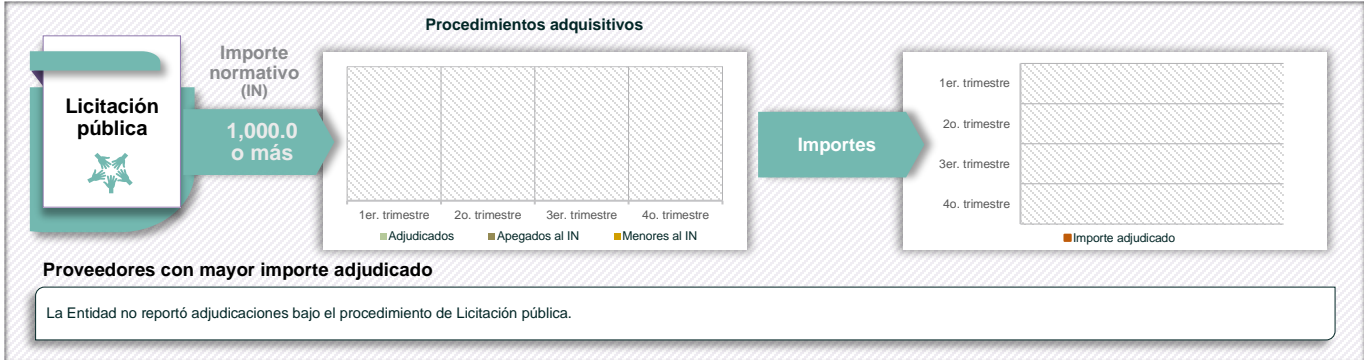 Procedimientos adquisitivos
Licitación
pública
Importe
normativo
(IN)
1,000.0
o más
1er. trimestre 2o. trimestre 3er. trimestre 4o. trimestre
Adjudicados Apegados al IN Menores al IN
Importes
1er. trimestre
2o. trimestre
3er. trimestre
4o. trimestre
Importe adjudicado
Proveedores con mayor importe adjudicado
La Entidad no reportó adjudicaciones bajo el procedimiento de Licitación pública.